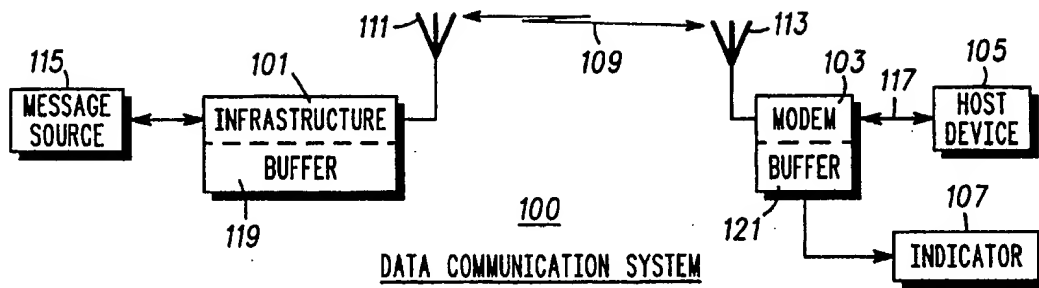 111
113
109
115
MESSAGE
SOURCE
101
INFRASTRUCTURE
BUFFER
119
103
MODEM
BUFFER
121
117
105
HOST
DEVICE
107
INDICATOR
100
DATA COMMUNICATION SYSTEM